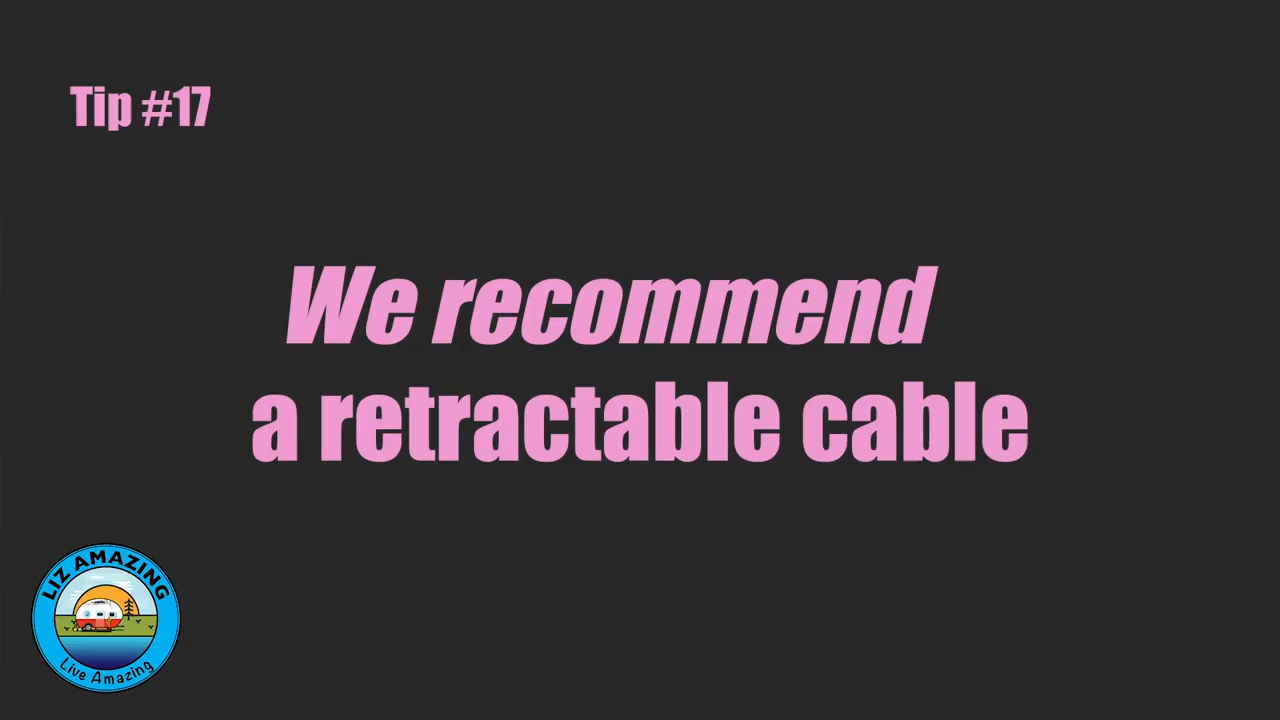 Tip #17
We recommend
a retractable cable
LIZ AMAZING
Live Amazing